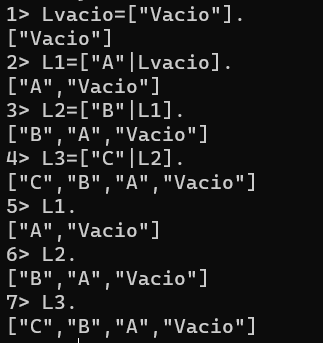 1> Lvacio=["Vacio"].
["Vacio"]
2> L1=["A"|Lvacio].
["A","Vacio"]
3> L2=["B"|L1].
["B","A","Vacio"]
4> L3=["C"|L2].
["C","B","A","Vacio"]
5> L1.
["A","Vacio"]
6> L2.
["B","A","Vacio"]
7> L3.
["C","B","A","Vacio"]